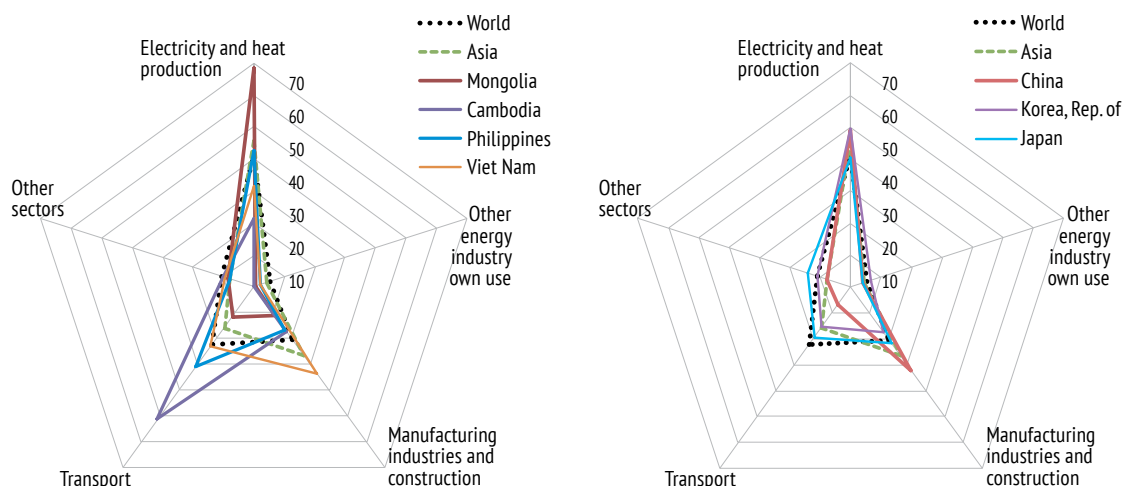 World
Asia
Mongolia
Cambodia
Philippines
Viet Nam
Electricity and heat
production
70
60
50
40
30
20
10
Other
sectors
Other
energy
industry
own use
Manufacturing
industries and
construction
Transport
World
Asia
China
Korea, Rep. of
Japan
Electricity and heat
production
70
60
50
40
30
20
10
Other
sectors
Other
energy
industry
own use
Manufacturing
industries and
construction
Transport